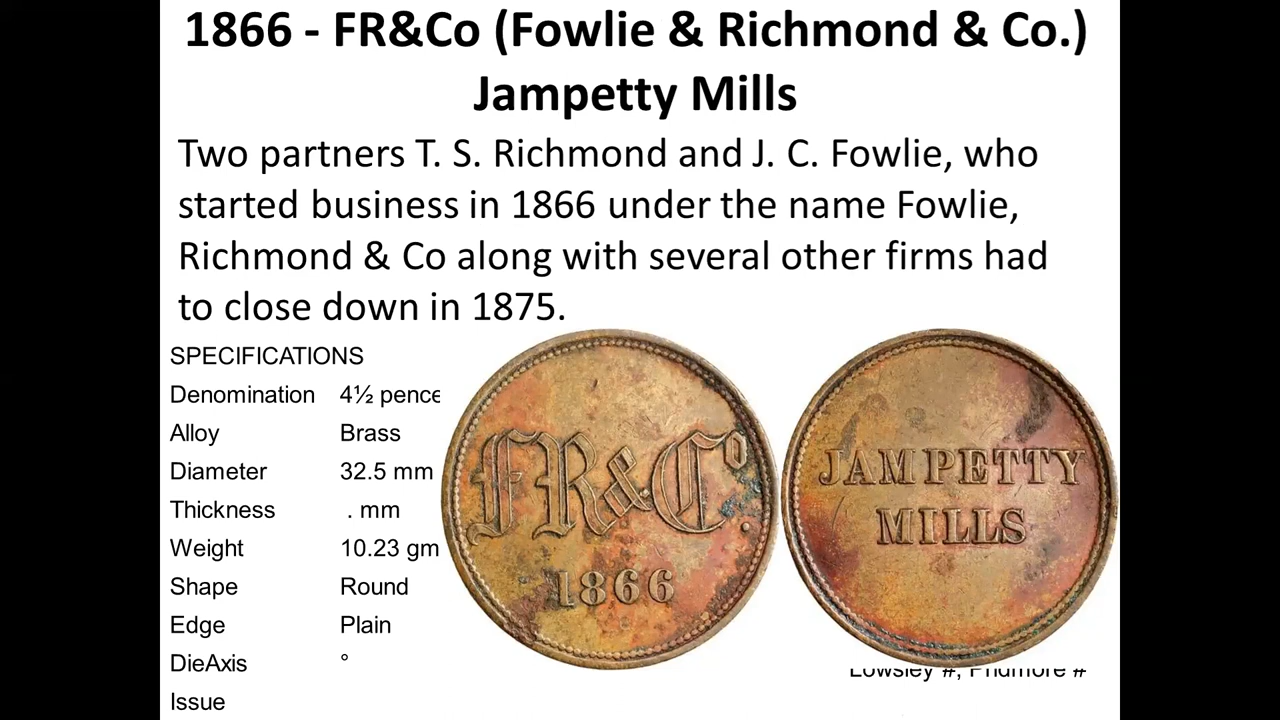 1866 - FR&Co (Fowlie & Richmond & Co.)
Jampetty Mills
Two partners T. S. Richmond and J. C. Fowlie, who
started business in 1866 under the name Fowlie,
Richmond & Co along with several other firms had
to close down in 1875.
SPECIFICATIONS
Denomination 4½ pence
Alloy Brass
Diameter 32.5 mm
Thickness . mm
Weight 10.23 gm
Shape Round
Edge Plain
DieAxis °
Issue
FR&Co.
1866
JAMPETTY
MILLS
Lowsley #, Pridmore #